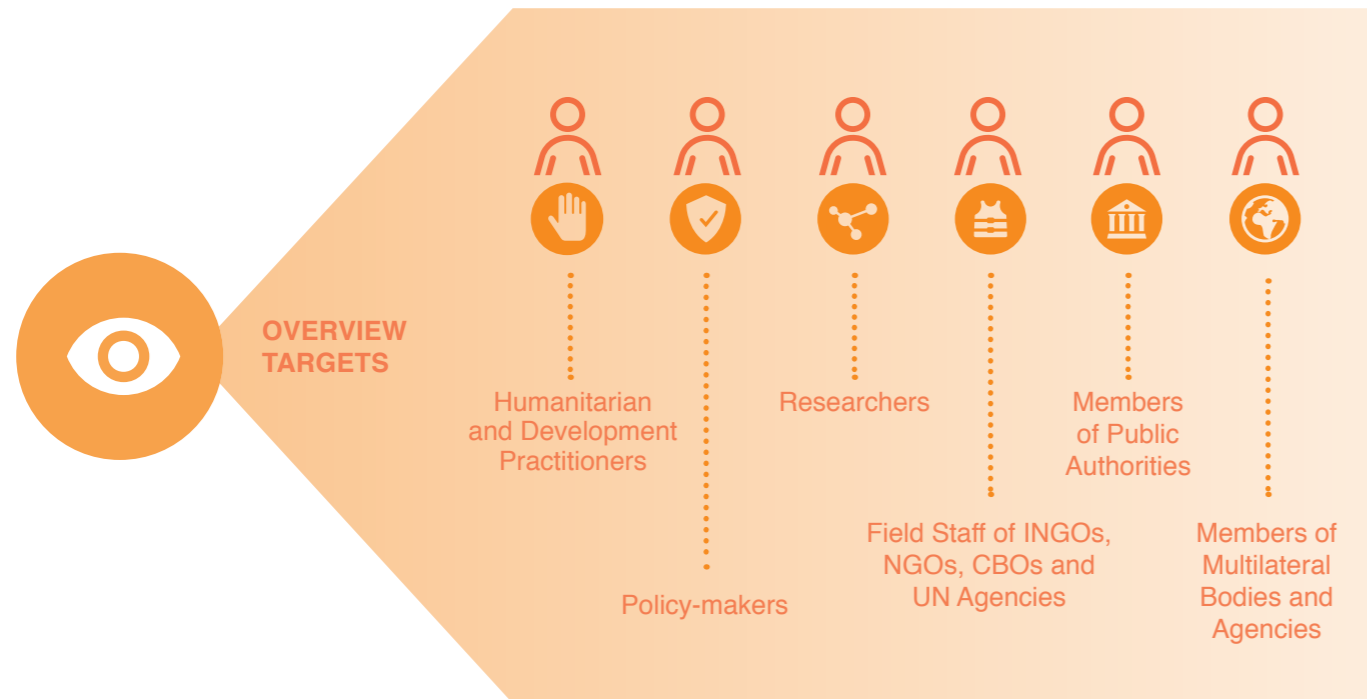 OVERVIEW
TARGETS
Humanitarian
and Development
Practitioners
Policy-makers
Researchers
Field Staff of INGOs,
NGOs, CBOs and
UN Agencies
Members
of Public
Authorities
Members of
Multilateral
Bodies and
Agencies